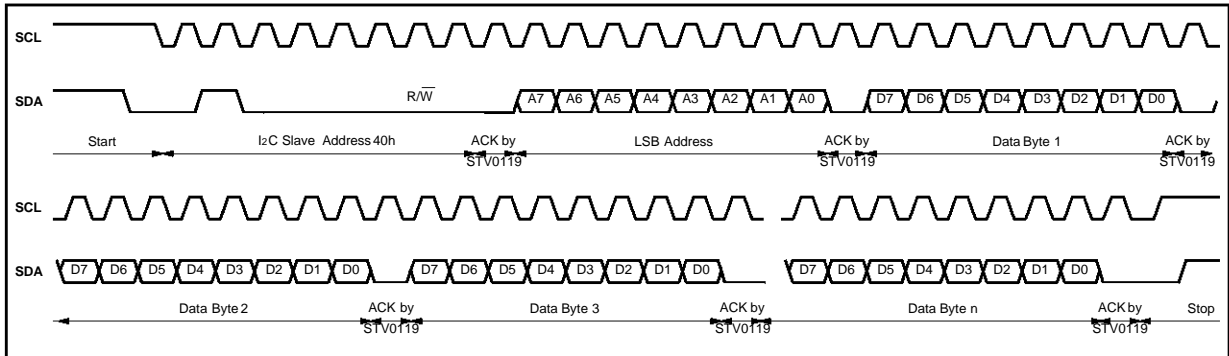 SCL
SDA
R/W
A7 A6 A5 A4 A3 A2 A1 A0
D7 D6 D5 D4 D3 D2 D1 D0
Start
I2C Slave Address 40h
ACK by
STV0119
LSB Address
ACK by
STV0119
Data Byte 1
ACK by
STV0119
SCL
SDA
D7 D6 D5 D4 D3 D2 D1 D0
D7 D6 D5 D4 D3 D2 D1 D0
D7 D6 D5 D4 D3 D2 D1 D0
Data Byte 2
ACK by
STV0119
Data Byte 3
ACK by
STV0119
Data Byte n
ACK by
STV0119
Stop